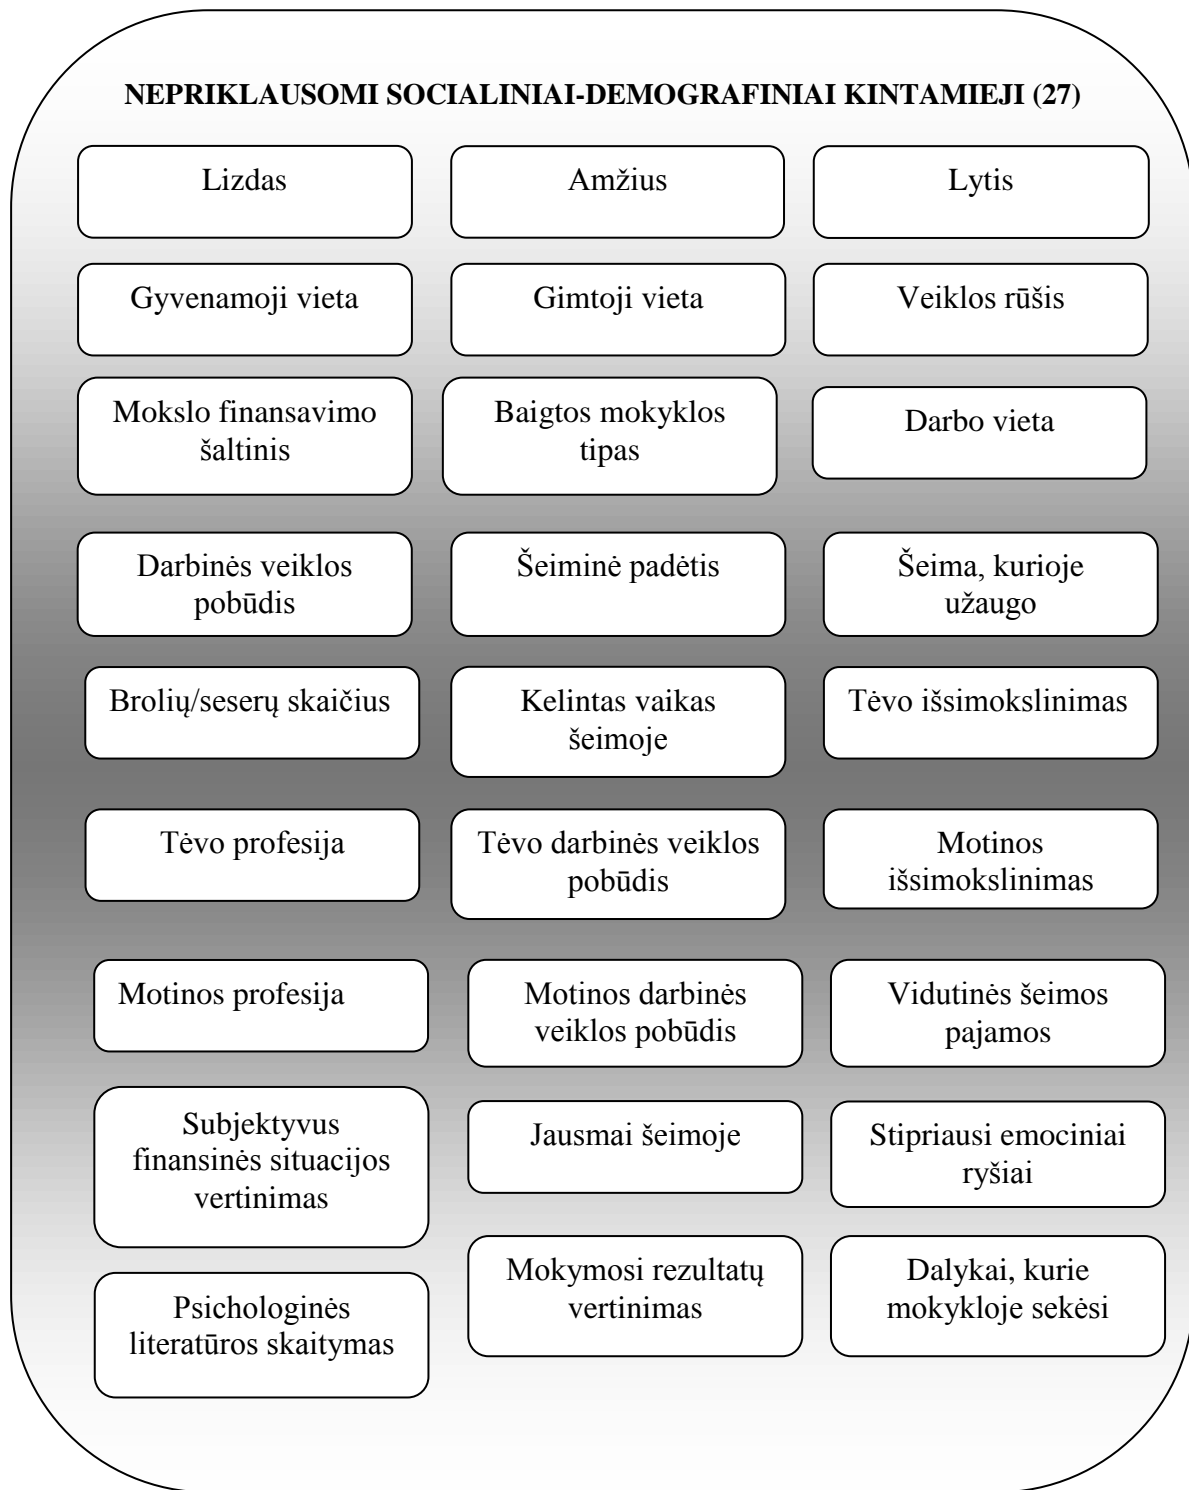 NEPRIKLAUSOMI SOCIALINIAI-DEMOGRAFINIAI KINTAMIEJI (27)
Lizdas
Amžius
Lytis
Gyvenamoji vieta
Gimtoji vieta
Veiklos rūšis
Mokslo finansavimo
šaltinis
Baigtos mokyklos
tipas
Darbo vieta
Darbinės veiklos
pobūdis
Šeiminė padėtis
Šeima, kurioje
užaugo
Brolių/seserų skaičius
Kelintas vaikas
šeimoje
Tėvo išsimokslinimas
Tėvo profesija
Tėvo darbinės veiklos
pobūdis
Motinos
išsimokslinimas
Motinos profesija
Motinos darbinės
veiklos pobūdis
Vidutinės šeimos
pajamos
Subjektyvus
finansinės situacijos
vertinimas
Jausmai šeimoje
Stipriausi emociniai
ryšiai
Psichologinės
literatūros skaitymas
Mokymosi rezultatų
vertinimas
Dalykai, kurie
mokykloje sekėsi